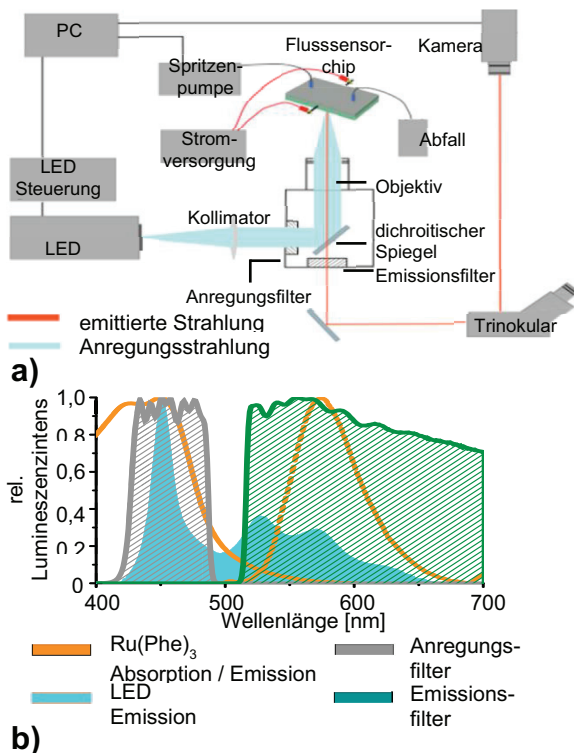 PC
Spritzen-
pumpe
Flusssensor-
chip
Kamera
Strom-
versorgung
Abfall
LED
Steuerung
Objektiv
Kollimator
LED
dichroitischer
Spiegel
Emissionsfilter
Anregungsfilter
Trinokular
emittierte Strahlung
Anregungsstrahlung
a)
rel.
Lumineszenzintens
1,0
0.8
0.6
0,4
0 2
0
400
500
600
700
Wellenlänge [nm]
Ru(Phe)3
Absorption / Emission
Anregungs-
filter
LED
Emission
Emissions-
filter
b)